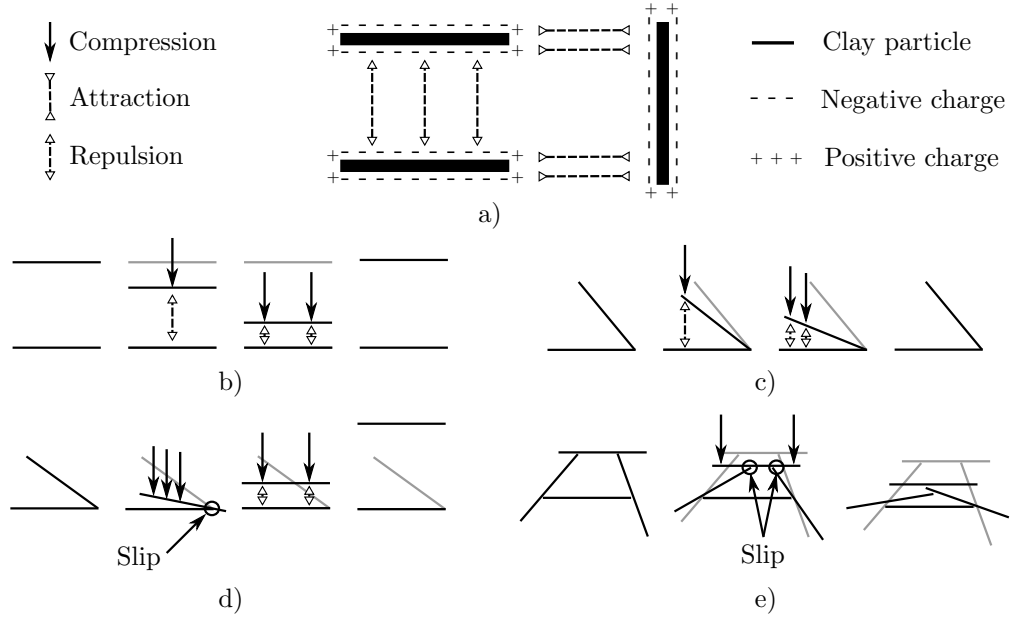 Compression
Attraction
Repulsion
Clay particle
- - - - Negative charge
+ + + Positive charge
a)
b)
c)
Slip
d)
Slip
e)